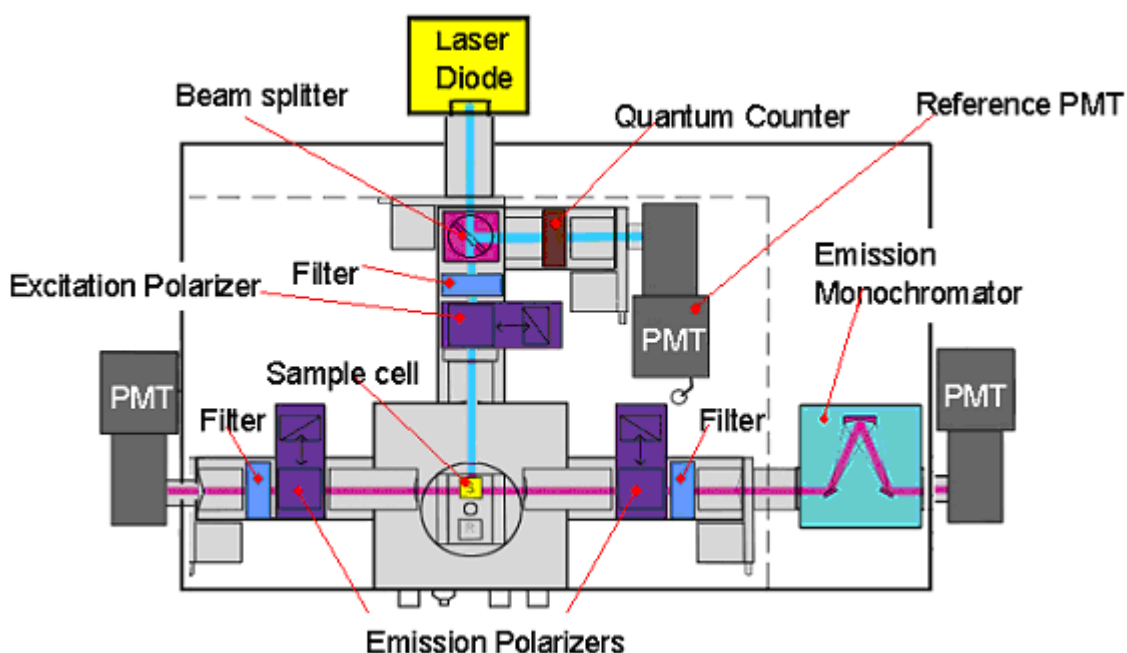 Laser
Diode
Beam splitter
Quantum Counter
Reference PMT
Filter
Excitation Polarizer
Emission
Monochromator
PMT
Sample cell
PMT
PMT
Filter
Filter
S
R
Emission Polarizers